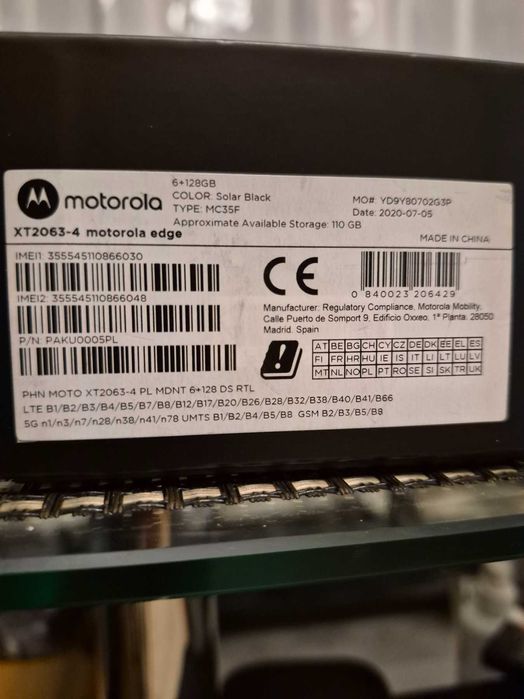 6+128GB
motorola
COLOR: Solar Black
TYPE: MC35F
Approximate Available Storage: 110 GB
MO#: YD9Y80702G3P
Date: 2020-07-05
XT2063-4 motorola edge
MADE IN CHINA
IMEI1: 355545110866030
IMEI2: 355545110866048
P/N: PAKU0005PL
CE
0 840023 206429
Manufacturer: Regulatory Compliance, Motorola Mobility,
Calle Puerto de Somport 9, Edificio Oxxeo, 1ª Planta. 28050
Madrid. Spain
AT BE BG CH CY CZ DE DK EE EL ES
FI FR HR HU IE IS IT LI LT LU LV
MT NL NO PL PT RO SE SI SK TR UK
PHN MOTO XT2063-4 PL MDNT 6+128 DS RTL
LTE B1/B2/B3/B4/B5/B7/B8/B12/B17/B20/B26/B28/B32/B38/B40/B41/B66
5G n1/n3/n7/n28/n38/n41/n78 UMTS B1/B2/B4/B5/B8 GSM B2/B3/B5/B8